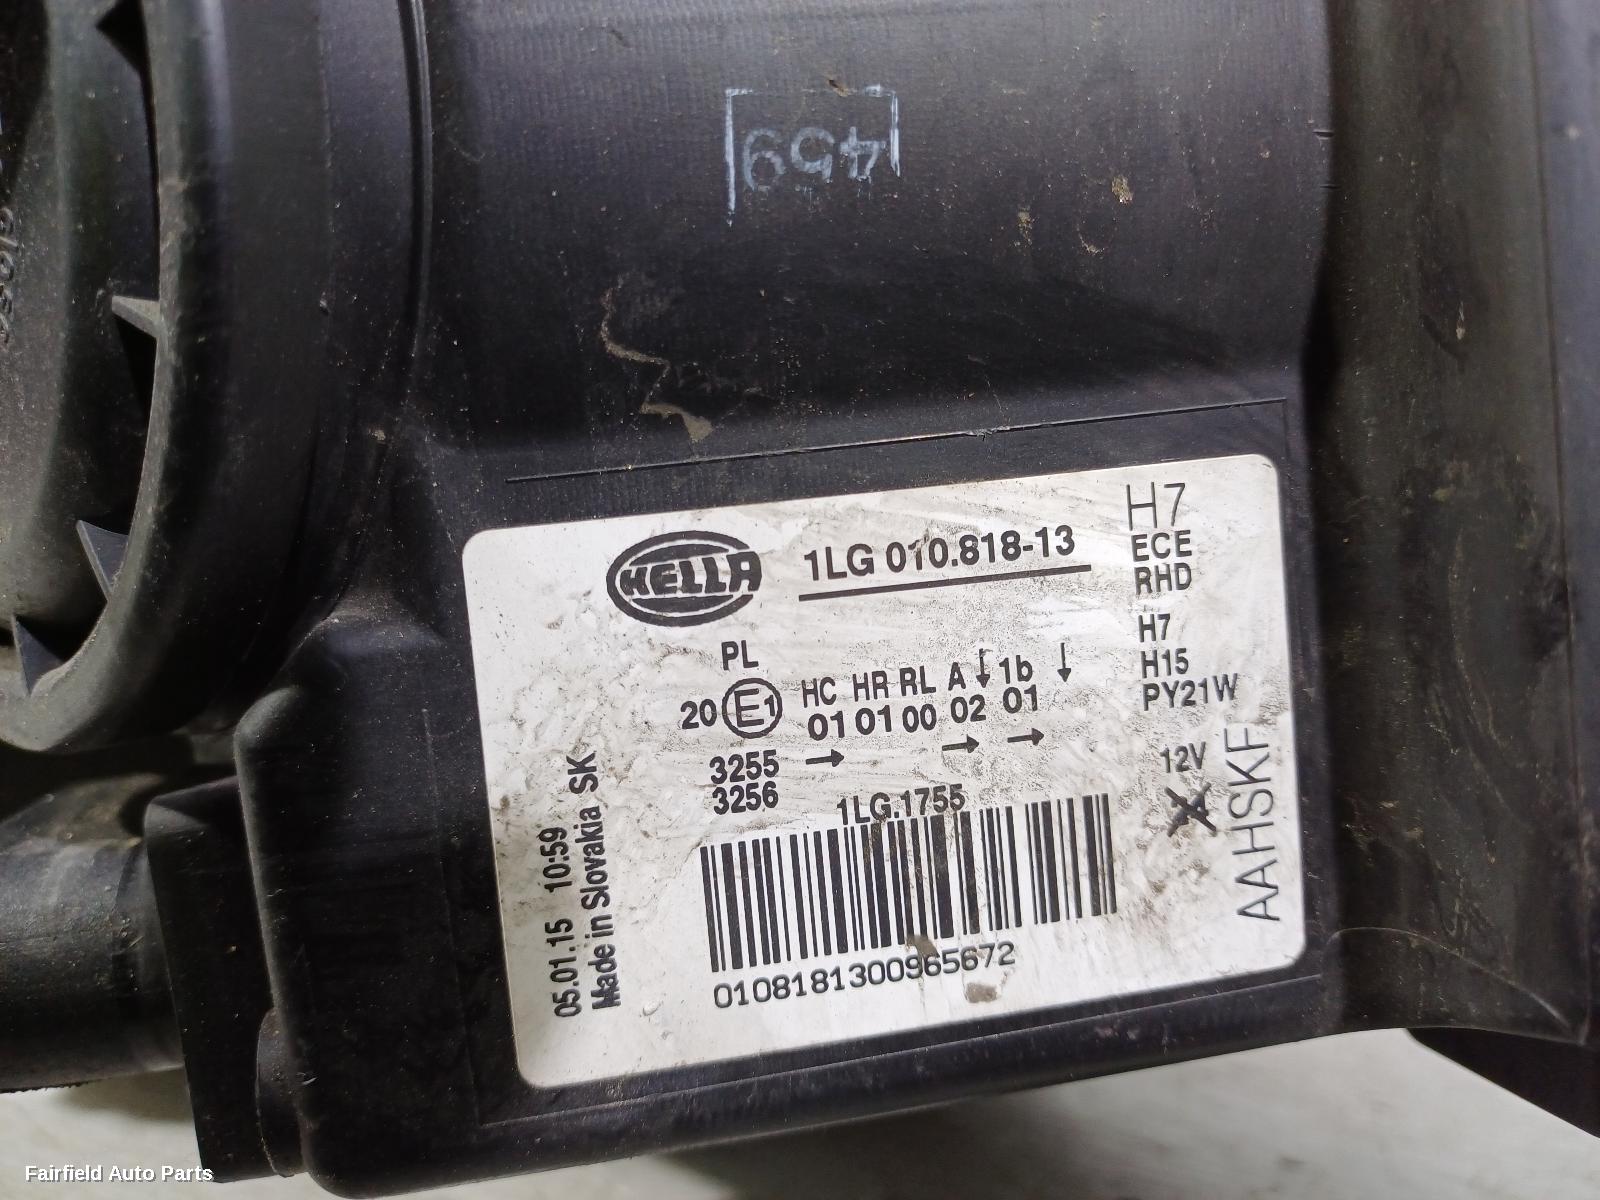 459
HELLA
1LG 010.818-13
H7
ECE
RHD
PL
20 E1 HC HR RL A ↓ 1b ↓
01 01 00 02 01
3255 → → →
3256
1LG.1755
H7
H15
PY21W
12V
AAHSKF
05.01.15 10:59
Made in Slovakia SK
0108181300965672
Fairfield Auto Parts